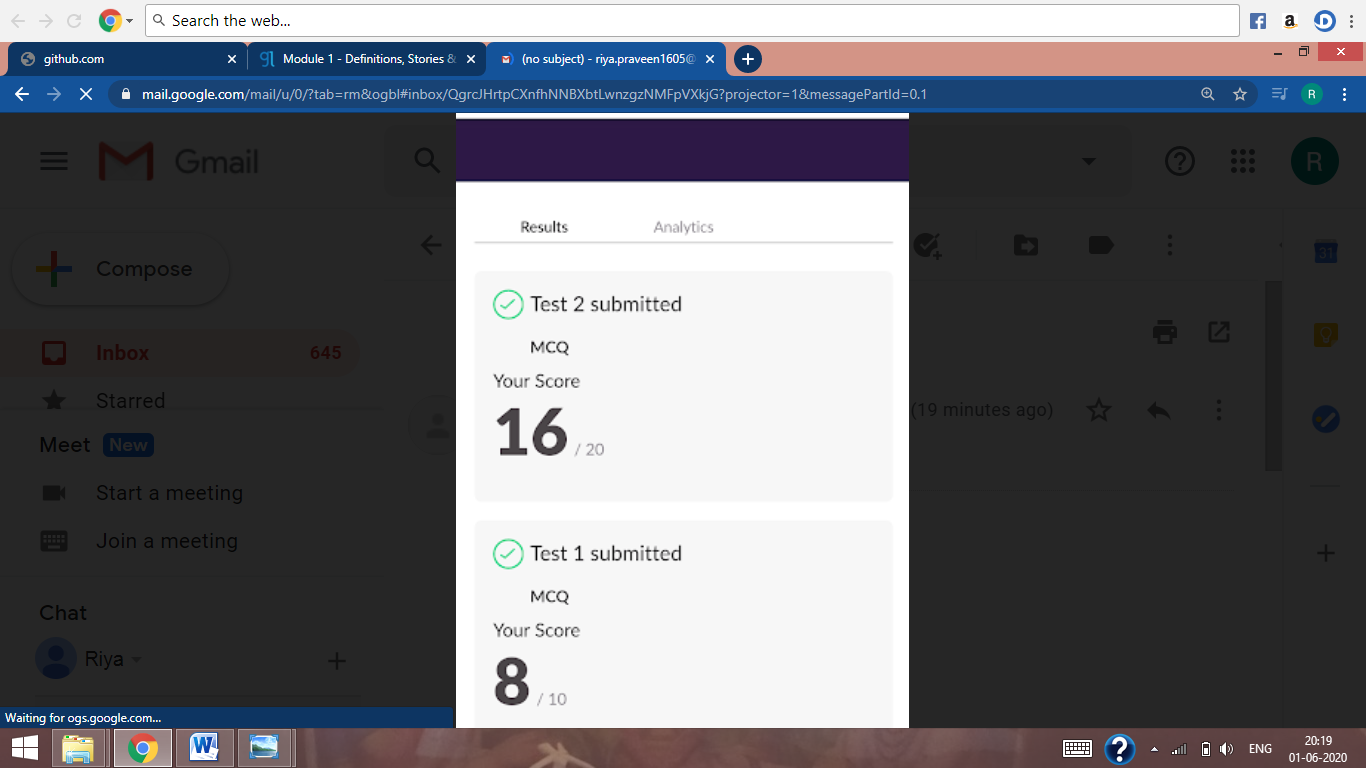 Search the web...
github.com
Module 1 - Definitions, Stories &
(no subject) - riya.praveen1605@
mail.google.com/mail/u/0/?tab=rm&ogbl#inbox/QgrcJHrtpCXnfhNNBXbtLwnzgzNMFpVXkjG?projector=1&messagePartId=0.1
R
Gmail
R
Results Analytics
Compose
31
Test 2 submitted
MCQ
Inbox 645
Your Score
Starred
16 / 20
(19 minutes ago)
Meet New
Start a meeting
Join a meeting
Test 1 submitted
MCQ
Chat
Your Score
Riya
8 / 10
Waiting for ogs.google.com...
ENG
20:19
01-06-2020